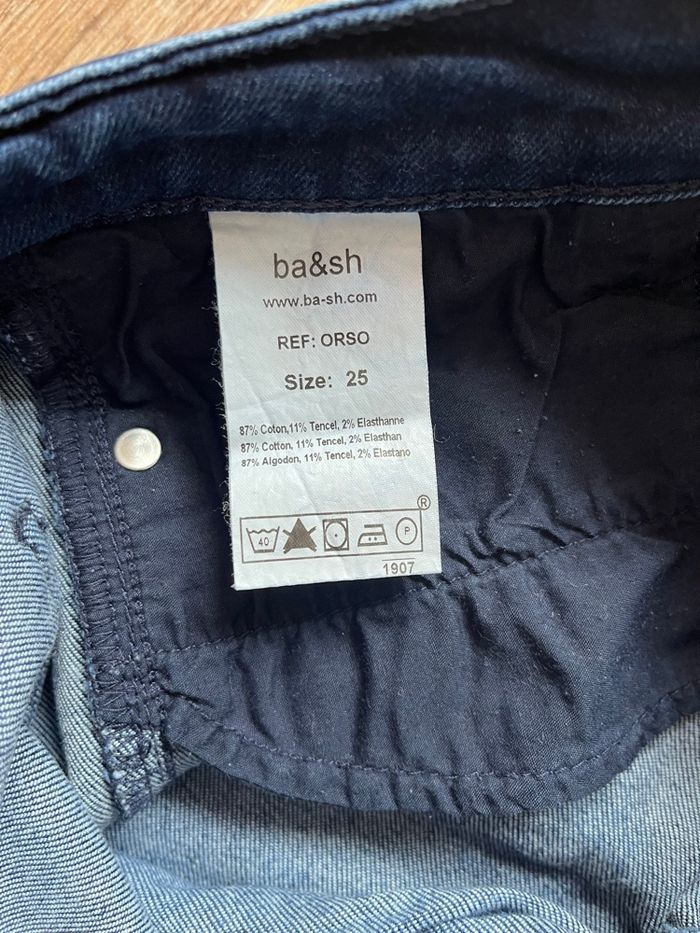 ba&sh
www.ba-sh.com
REF: ORSO
Size: 25
87% Coton,11% Tencel, 2% Elasthanne
87% Cotton, 11% Tencel, 2% Elasthan
87% Algodon, 11% Tencel, 2% Elastano
®
40 P
1907